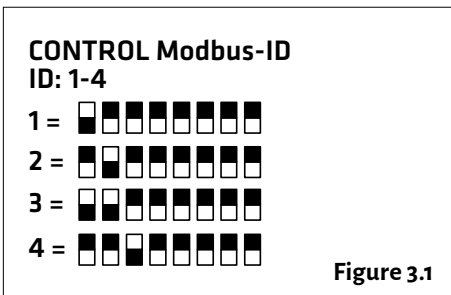 CONTROL Modbus-ID
ID: 1-4
1 =
2 =
3 =
4 =
Figure 3.1